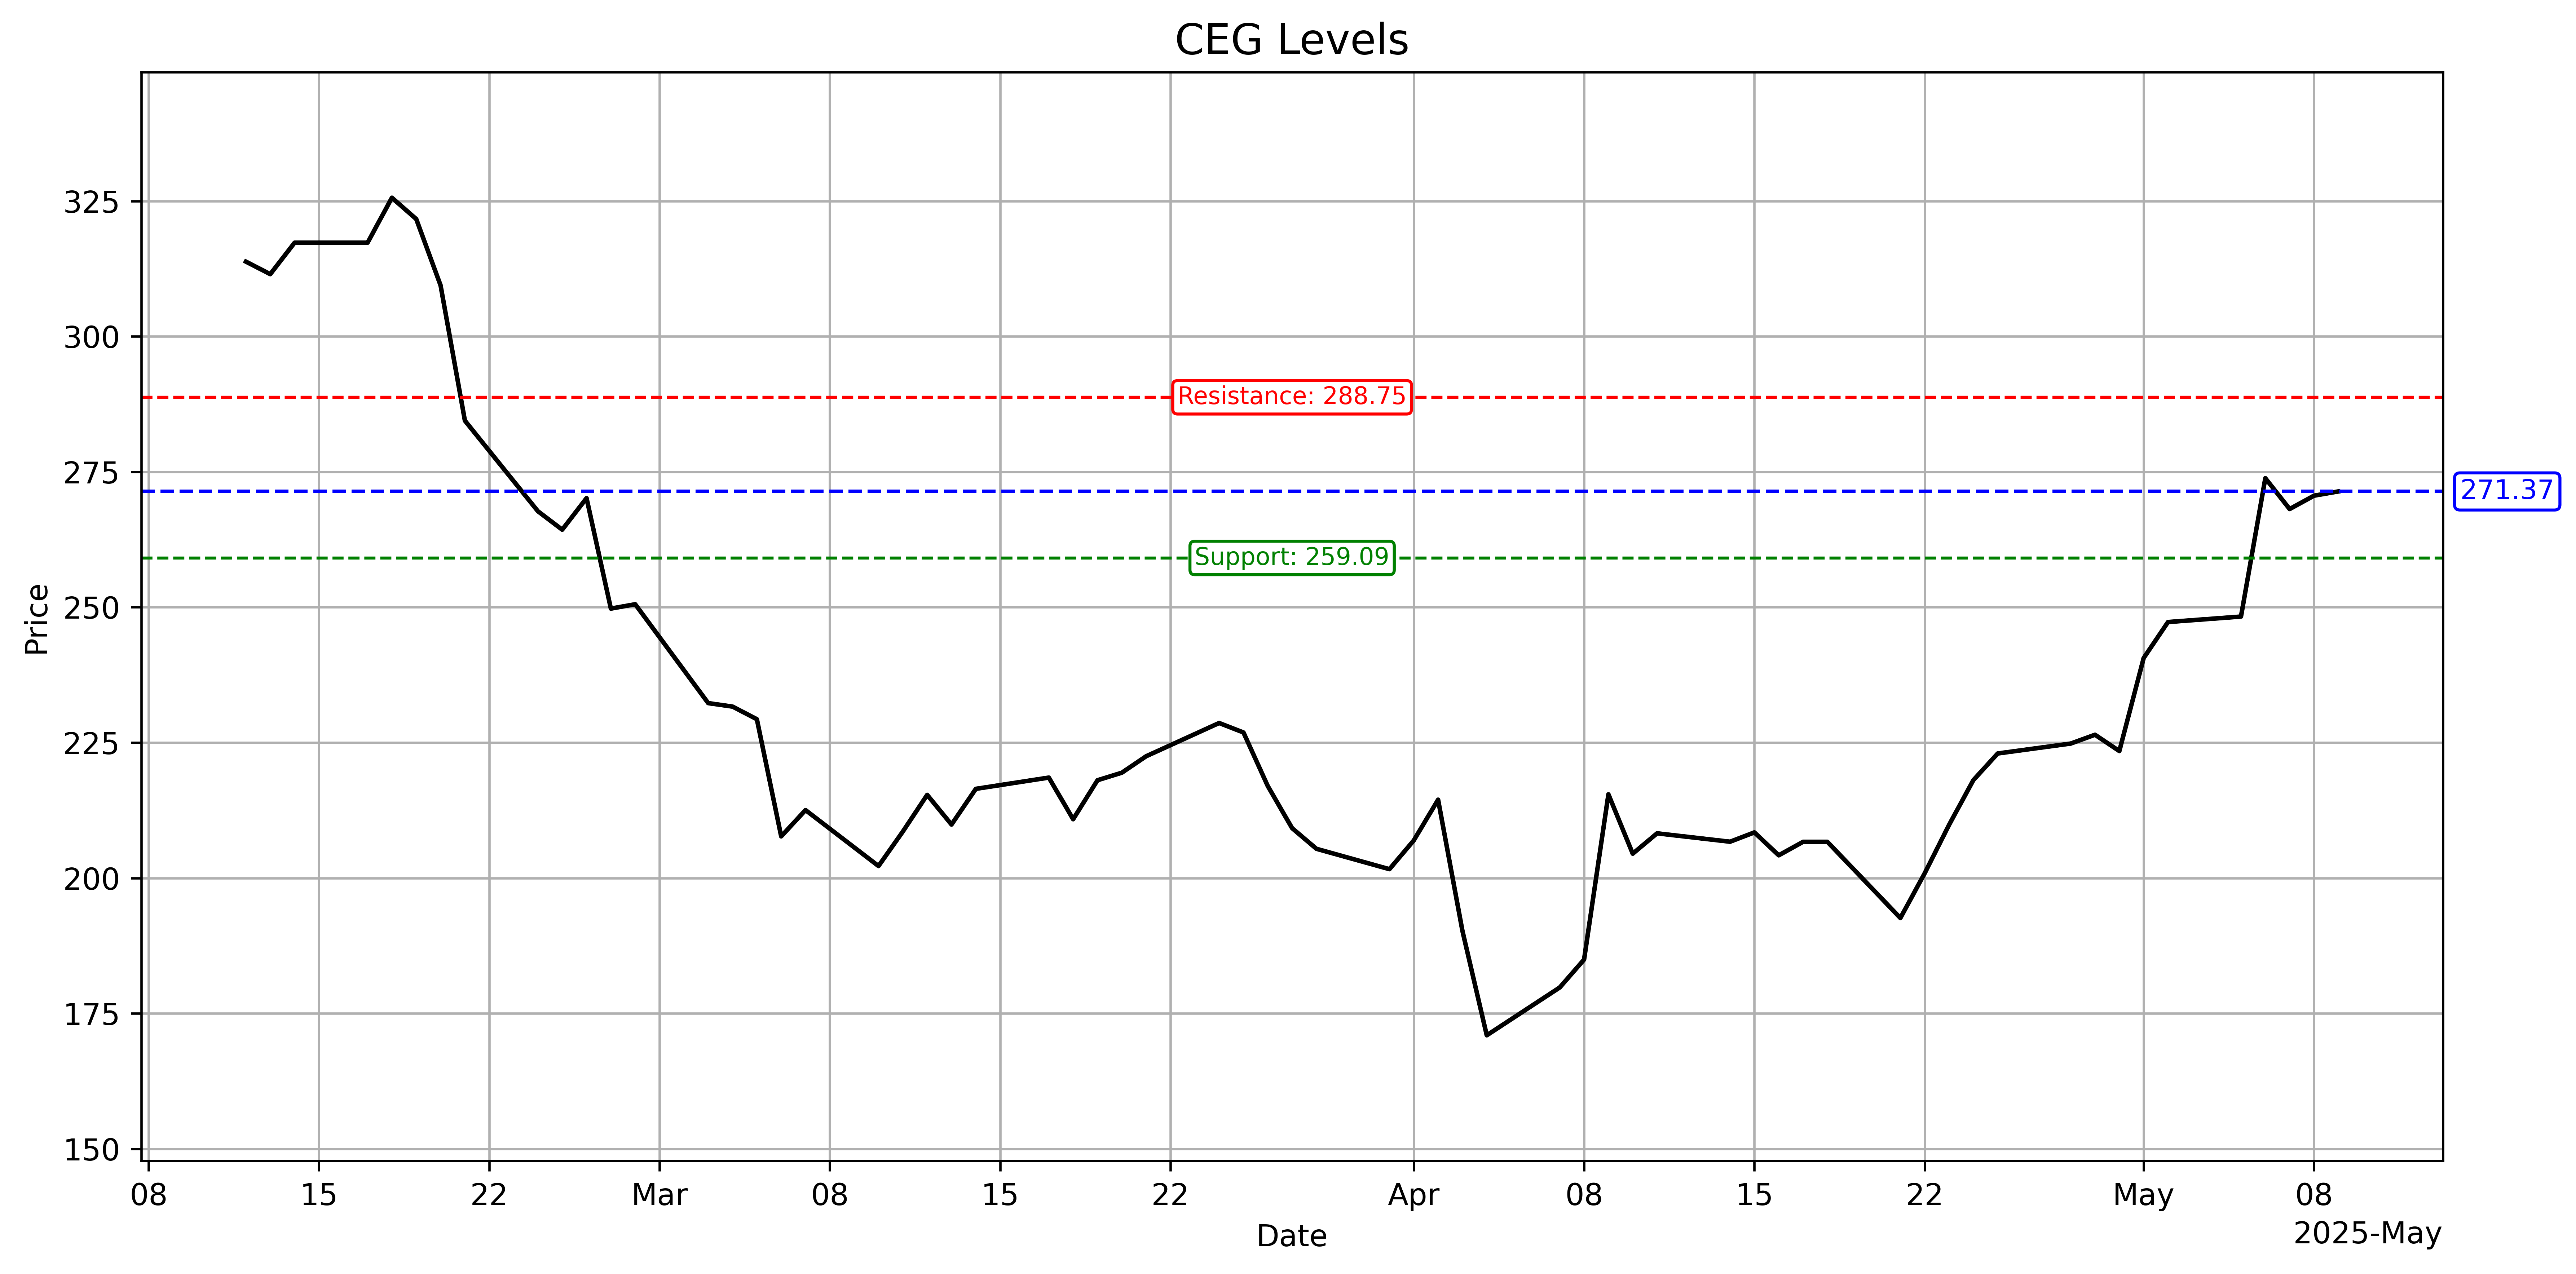 CEG Levels
325
300
275
250
225
200
175
150
Price
Resistance: 288.75
271.37
Support: 259.09
08 15 22 Mar 08 15 22 Apr 08 15 22 May 08
2025-May
Date